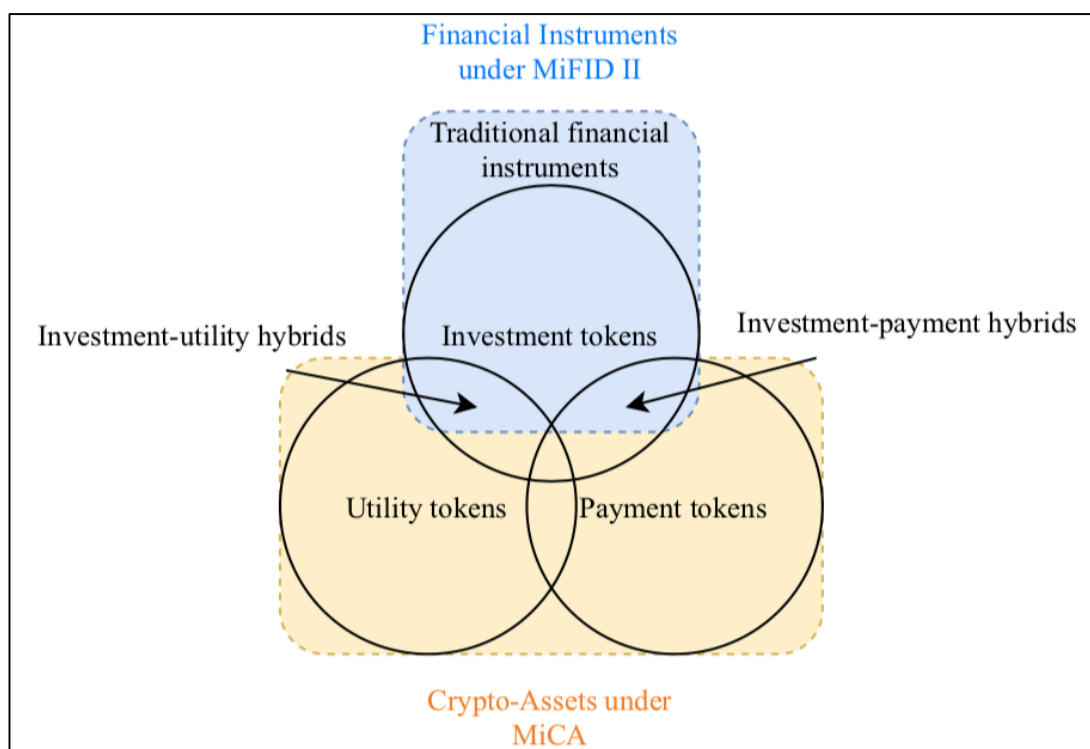 Financial Instruments
under MiFID II
Traditional financial
instruments
Investment-utility hybrids
Investment tokens
Investment-payment hybrids
Utility tokens
Payment tokens
Crypto-Assets under
MiCA